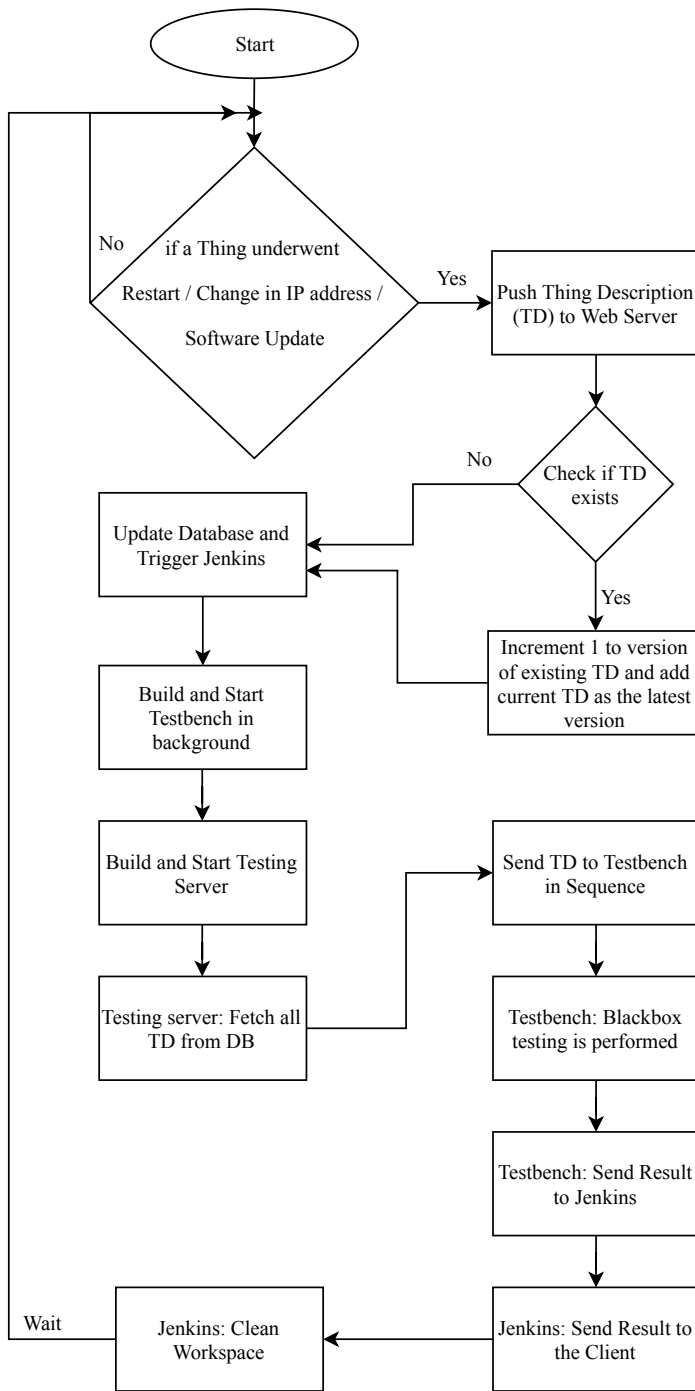 Start
No
if a Thing underwent
Restart / Change in IP address /
Software Update
Yes
Push Thing Description
(TD) to Web Server
Check if TD
exists
No
Yes
Update Database and
Trigger Jenkins
Increment 1 to version
of existing TD and add
current TD as the latest
version
Build and Start
Testbench in
background
Build and Start Testing
Server
Testing server: Fetch all
TD from DB
Send TD to Testbench
in Sequence
Testbench: Blackbox
testing is performed
Testbench: Send Result
to Jenkins
Jenkins: Send Result to
the Client
Jenkins: Clean
Workspace
Wait